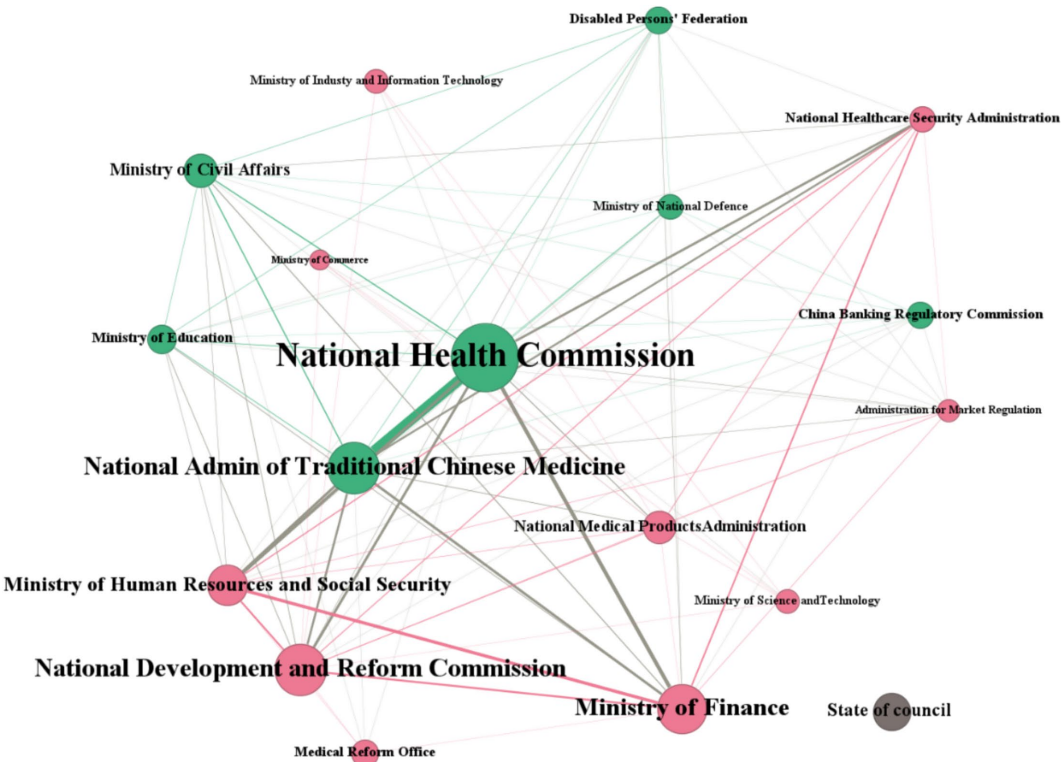 Disabled Persons' Federation
Ministry of Industy and Information Technology
National Healthcare Security Administration
Ministry of Civil Affairs
Ministry of National Defence
Ministry of Commerce
China Banking Regulatory Commission
Ministry of Education
National Health Commission
Administration for Market Regulation
National Admin of Traditional Chinese Medicine
National Medical ProductsAdministration
Ministry of Human Resources and Social Security
Ministry of Science andTechnology
National Development and Reform Commission
Ministry of Finance
State of council
Medical Reform Office